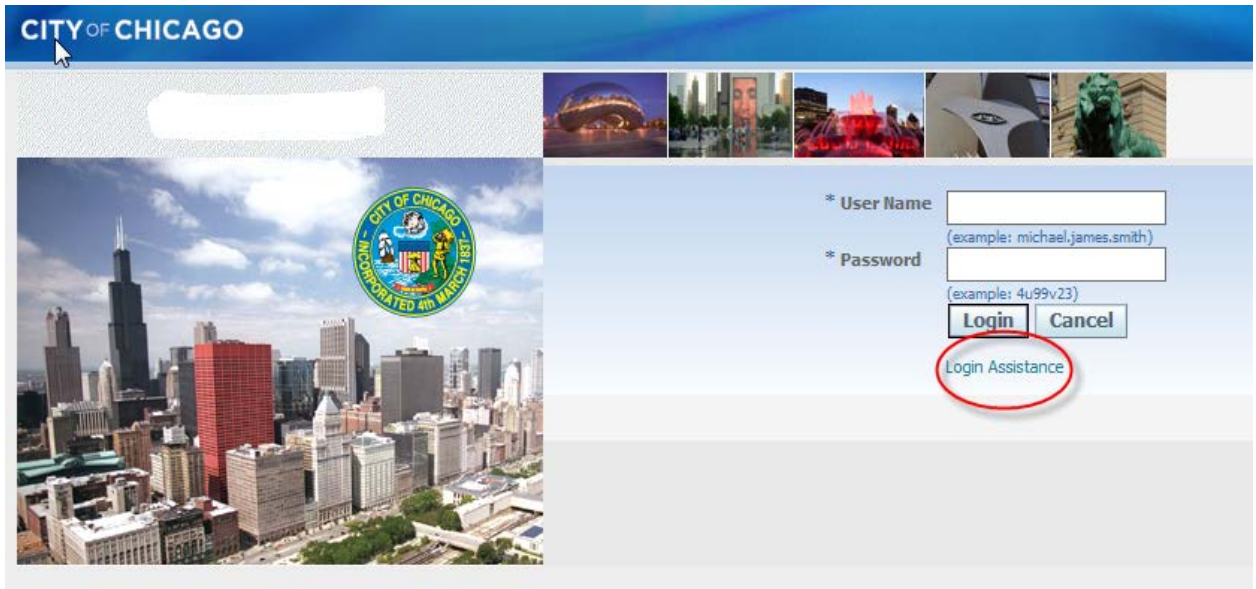 CITY OF CHICAGO
CITY OF CHICAGO
INCORPORATED 4th MARCH 1837
* User Name
(example: michael.james.smith)
* Password
(example: 4u99v23)
Login Cancel
Login Assistance